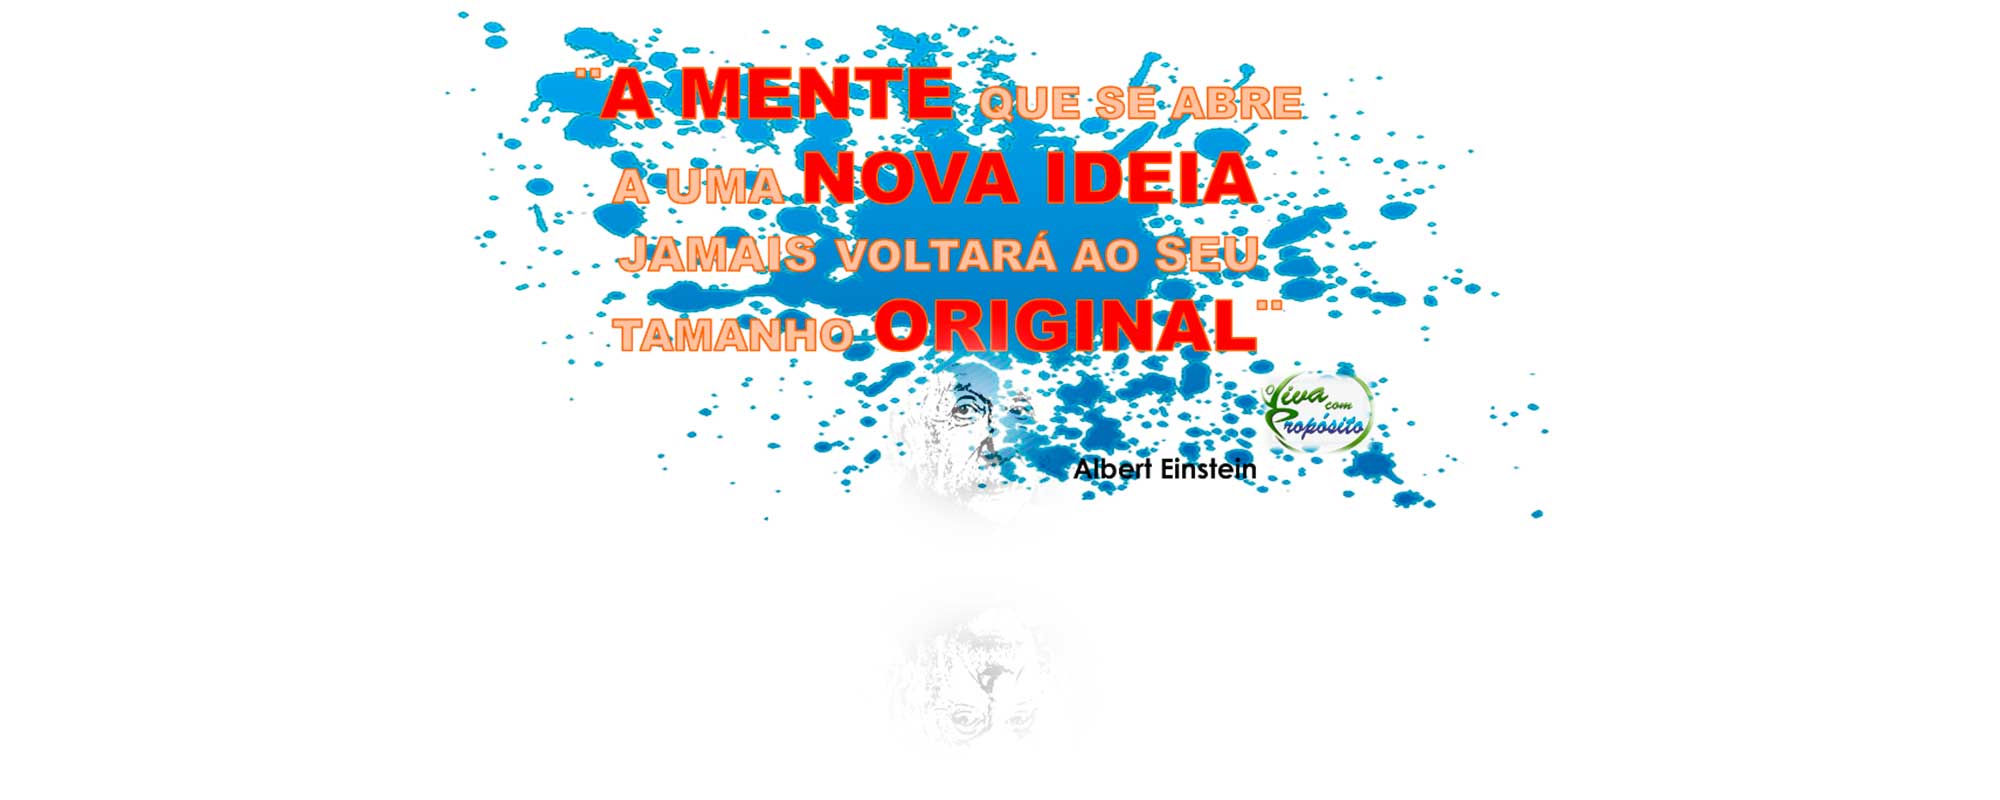 ¨A MENTE QUE SE ABRE
A UMA NOVA IDEIA
JAMAIS VOLTARÁ AO SEU
TAMANHO ORIGINAL¨
Viva com
Propósito
Albert Einstein